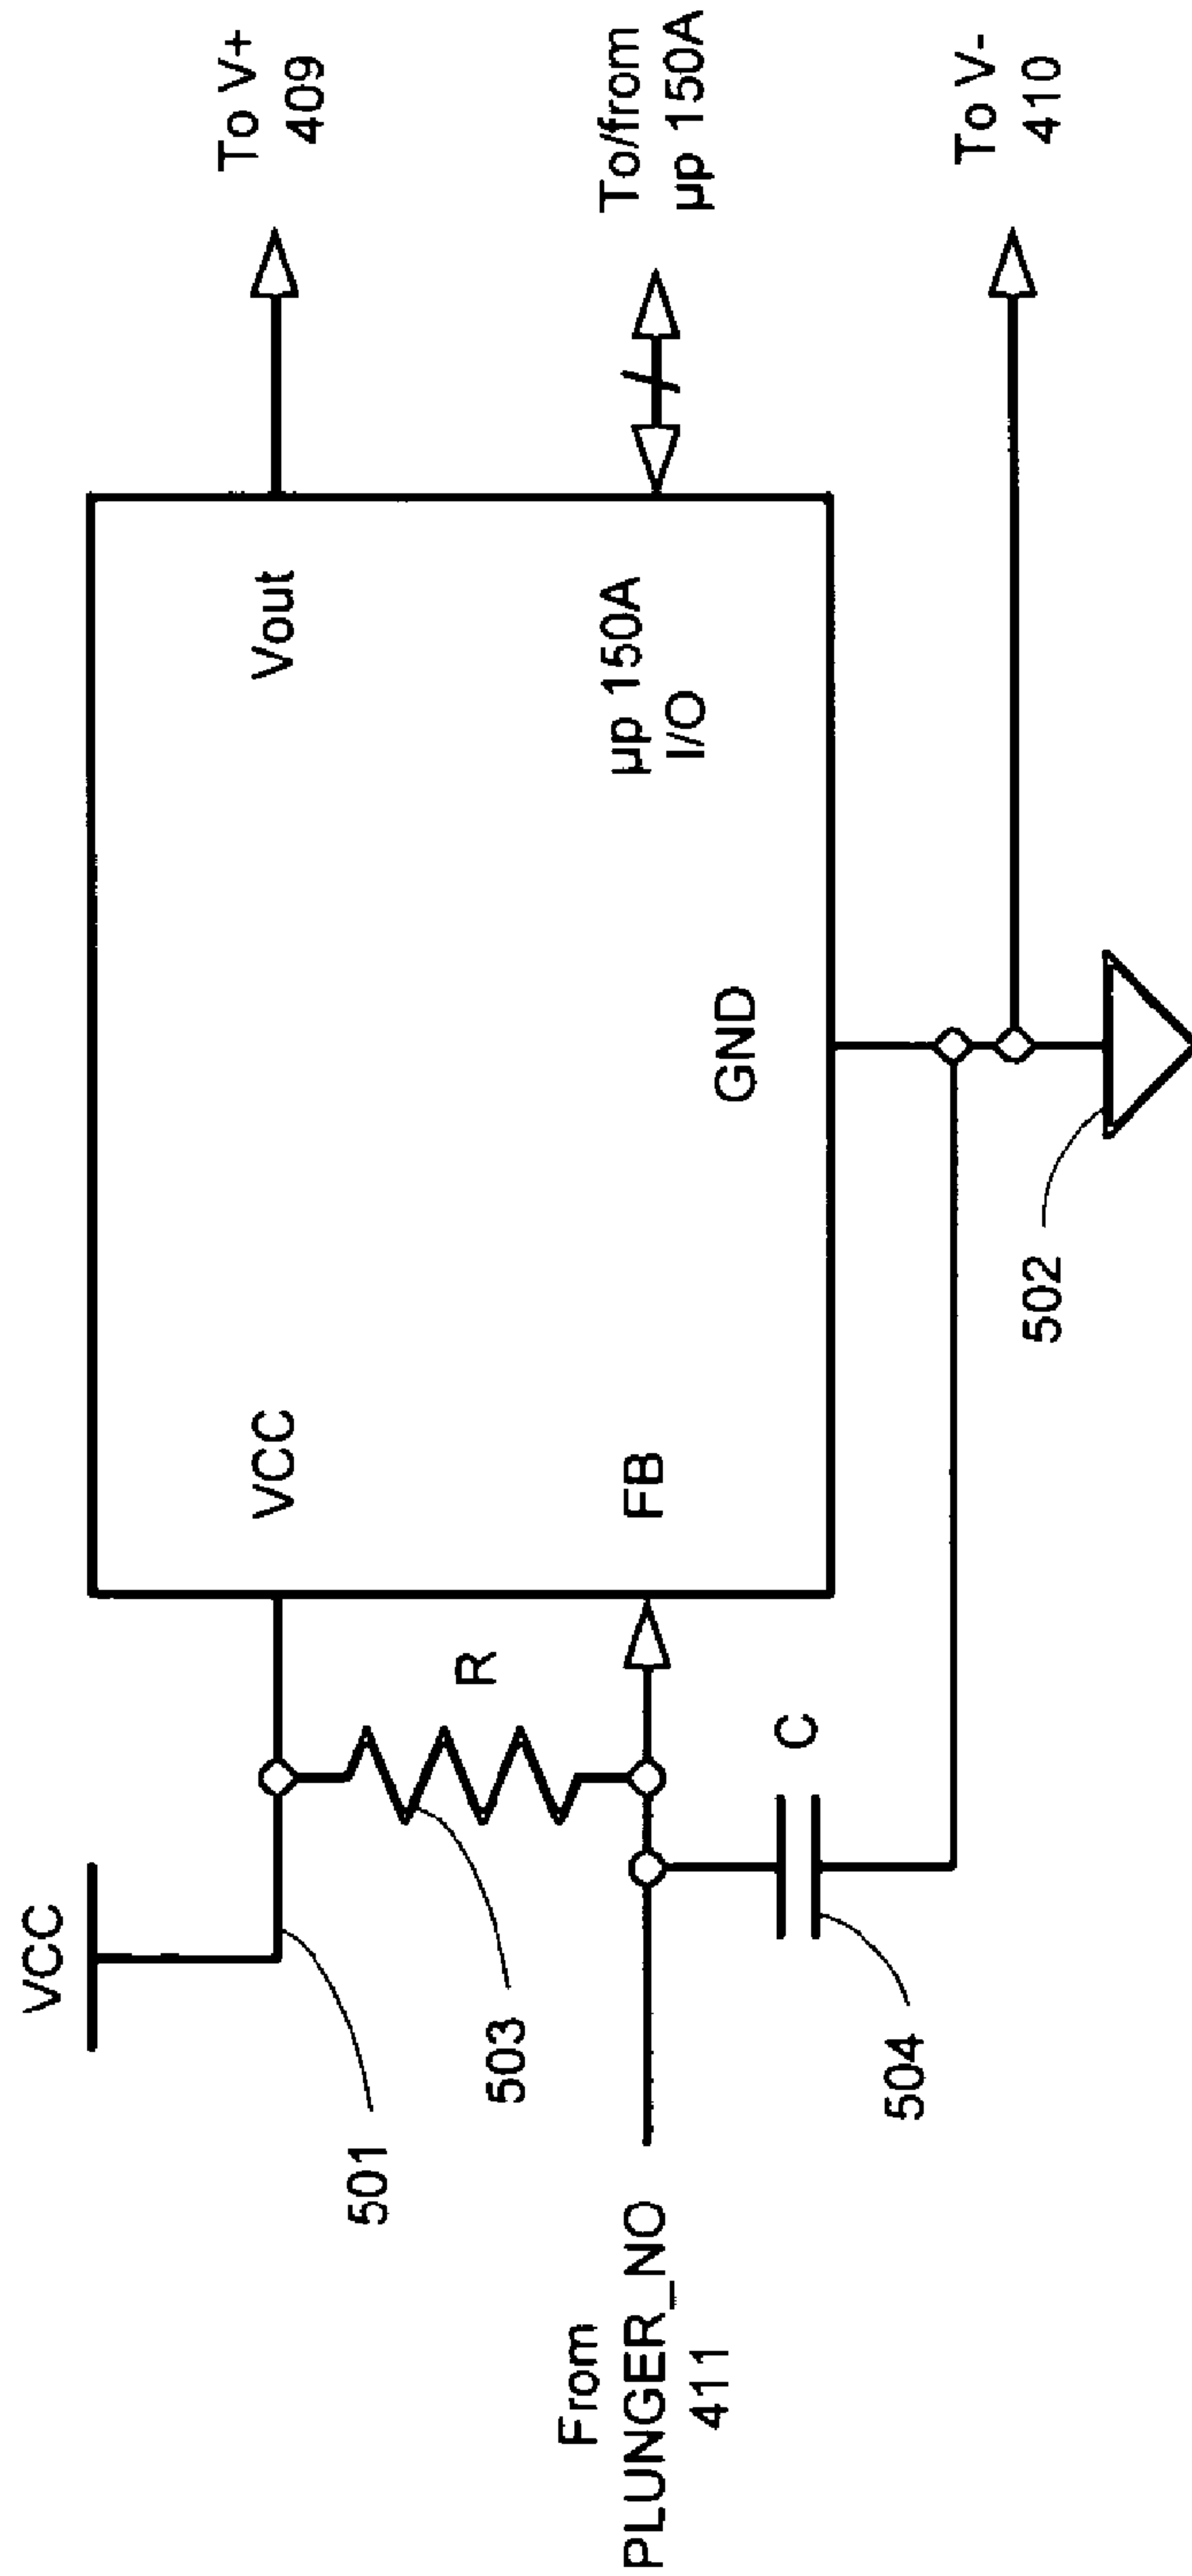 VCC
501
503
R
From
PLUNGER_NO
411
504
C
VCC
FB
GND
Vout
µp 150A
I/O
502
To V+
409
To/from
µp 150A
To V-
410